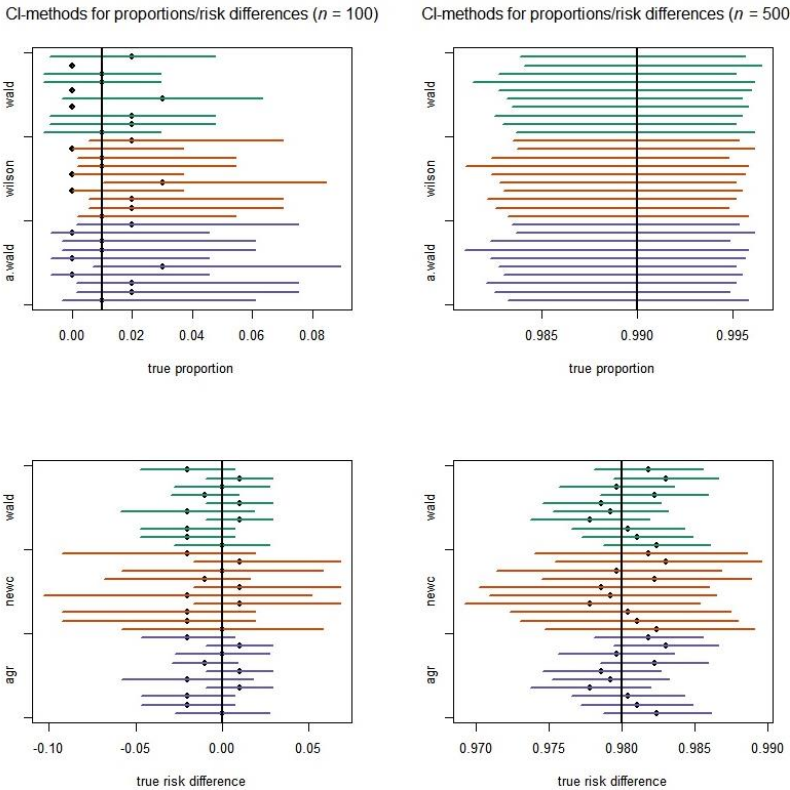 CI-methods for proportions/risk differences (n = 100)
CI-methods for proportions/risk differences (n = 500
wald
wilson
a.wald
0.00 0.02 0.04 0.06 0.08
true proportion
wald
wilson
a.wald
0.985 0.990 0.995
true proportion
wald
newc
agr
-0.10 -0.05 0.00 0.05
true risk difference
wald
newc
agr
0.970 0.975 0.980 0.985 0.990
true risk difference